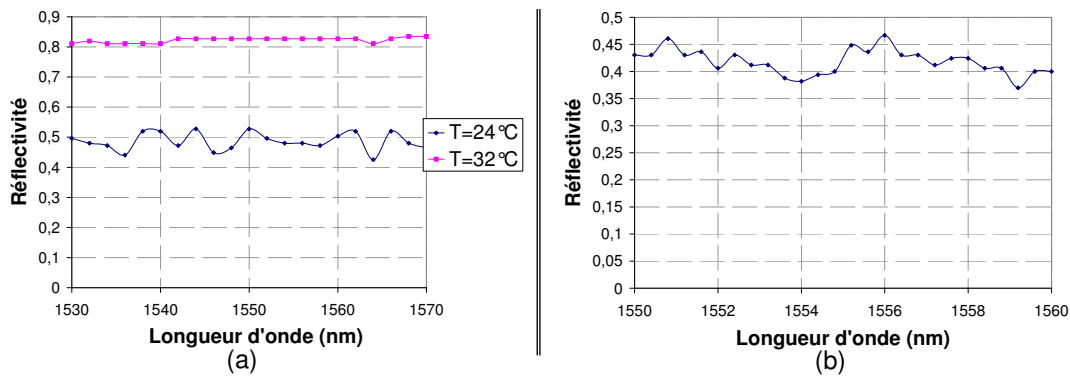 0,9
0,8
0,7
0,6
0,5
0,4
0,3
0,2
0,1
0
Réflectivité
1530 1540 1550 1560 1570
Longueur d'onde (nm)
(a)
T=24°C
T=32°C
0,5
0,45
0,4
0,35
0,3
0,25
0,2
0,15
0,1
0,05
0
Réflectivité
1550 1552 1554 1556 1558 1560
Longueur d'onde (nm)
(b)